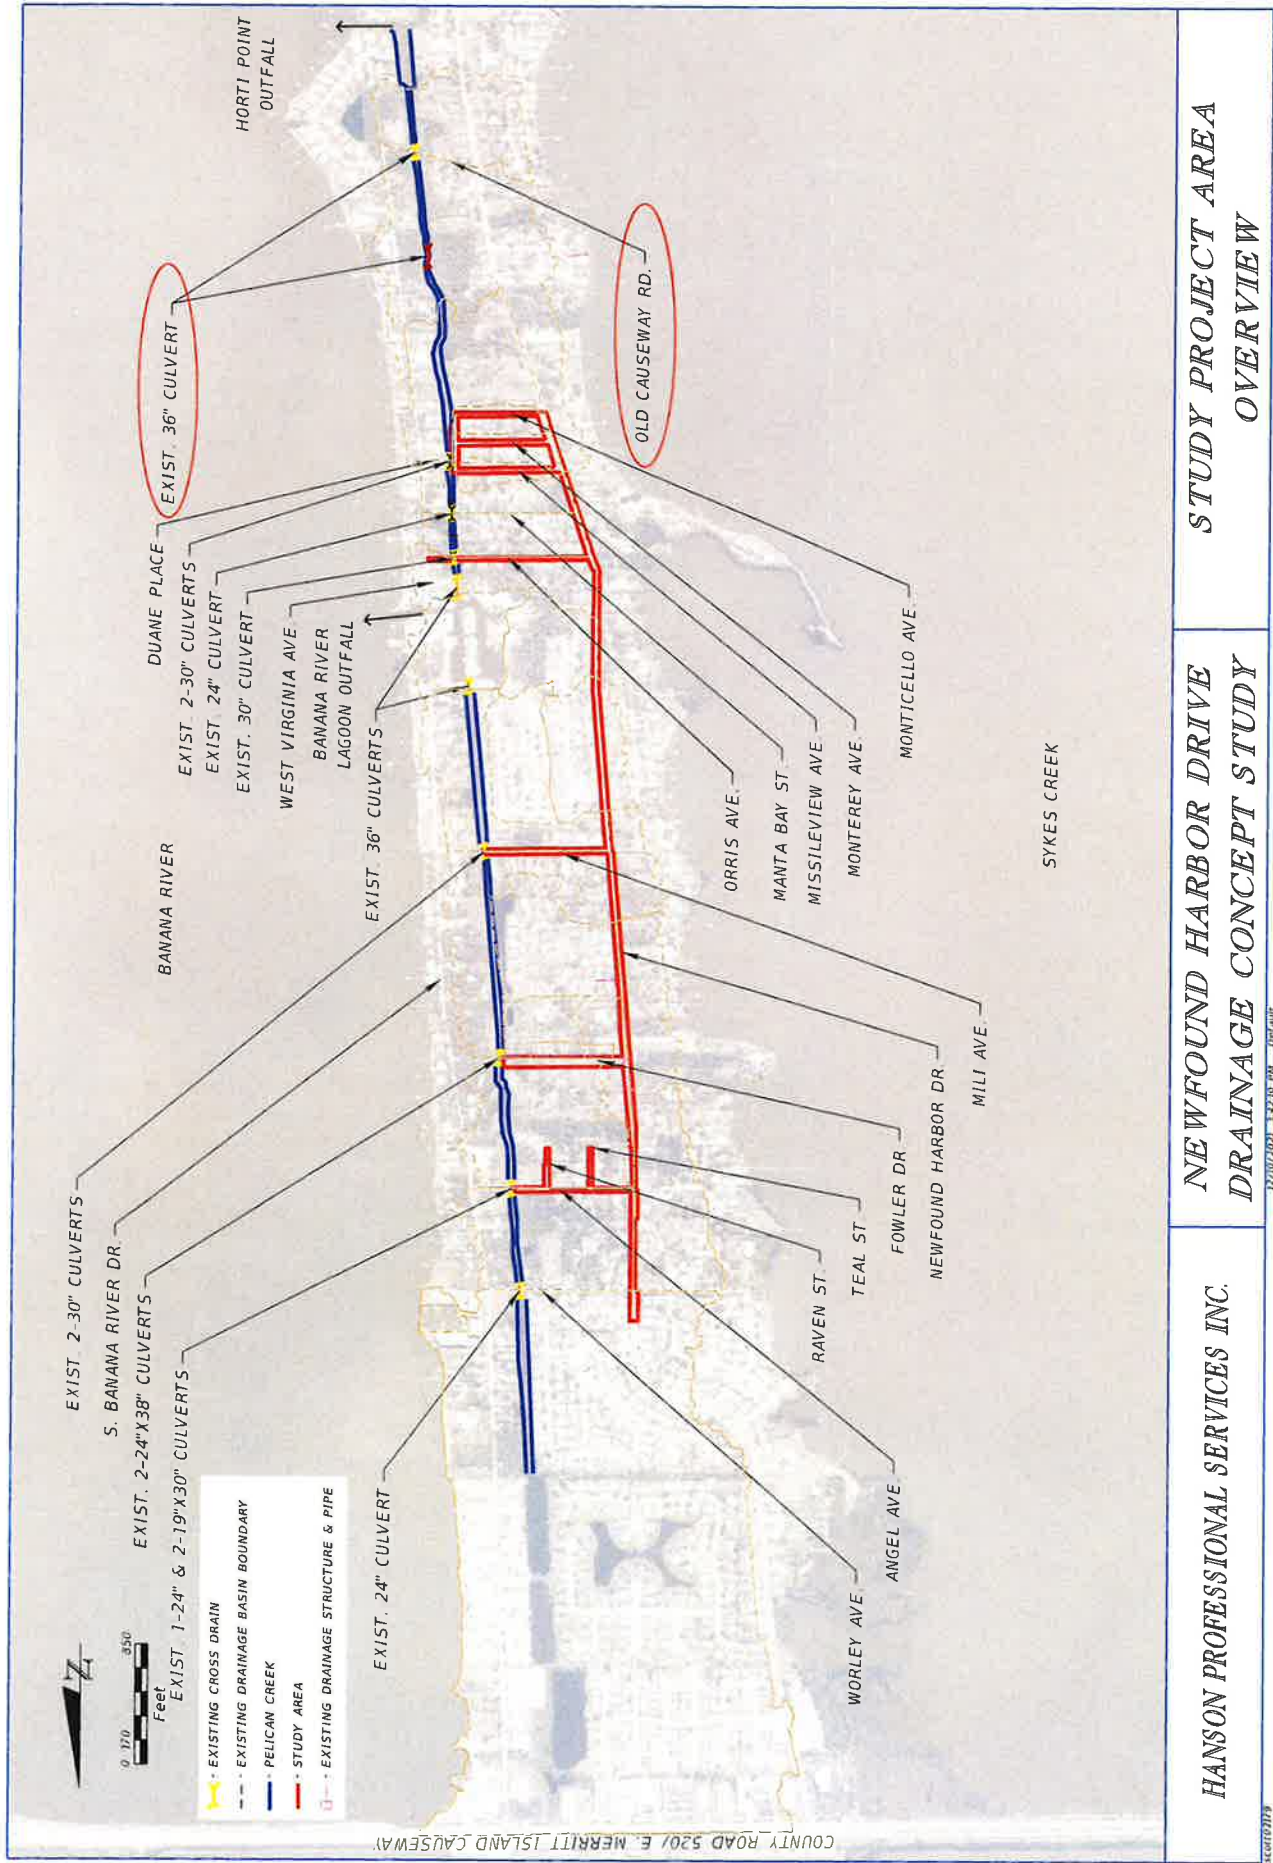 HORTI POINT
OUTFALL
EXIST. 36" CULVERT
OLD CAUSEWAY RD.
DUANE PLACE
EXIST. 2-30" CULVERTS
EXIST. 24" CULVERT
EXIST. 30" CULVERT
WEST VIRGINIA AVE.
BANANA RIVER
LAGOON OUTFALL
EXIST. 36" CULVERTS
BANANA RIVER
MONTICELLO AVE.
MONTEREY AVE.
MISSILEVIEW AVE.
MANTA BAY ST
ORRIS AVE.
SYKES CREEK
EXIST. 2-30" CULVERTS
S. BANANA RIVER DR.
EXIST. 2-24"X38" CULVERTS
EXIST. 1-24" & 2-19"X30" CULVERTS
EXIST. 24" CULVERT
MILI AVE.
NEWFOUND HARBOR DR.
FOWLER DR.
TEAL ST
RAVEN ST.
ANGEL AVE.
WORLEY AVE.
Z
0 170 850
Feet
- EXISTING CROSS DRAIN
- EXISTING DRAINAGE BASIN BOUNDARY
- PELICAN CREEK
- STUDY AREA
- EXISTING DRAINAGE STRUCTURE & PIPE
COUNTY ROAD 520/ E. MERRITT ISLAND CAUSEWAY
HANSON PROFESSIONAL SERVICES INC.
NEWFOUND HARBOR DRIVE
DRAINAGE CONCEPT STUDY
STUDY PROJECT AREA
OVERVIEW